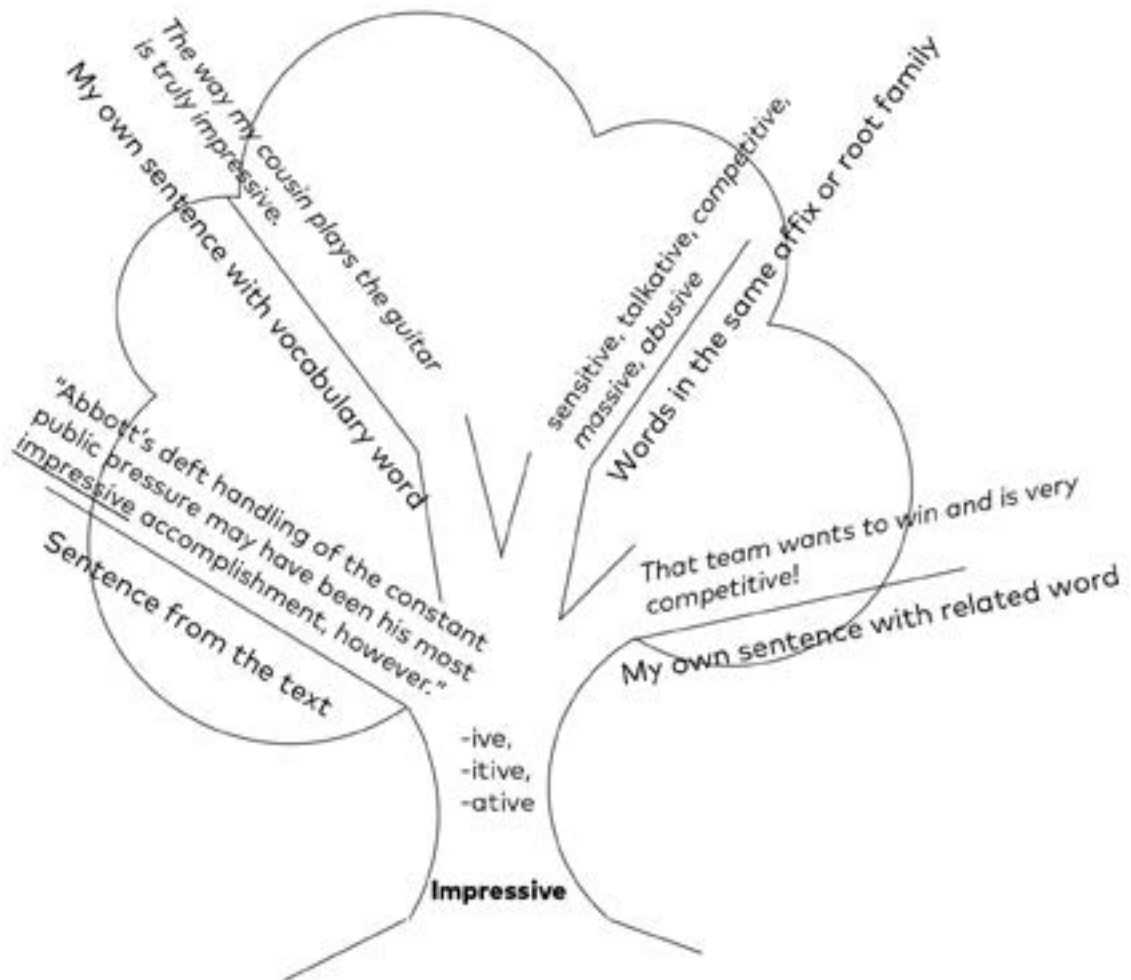 The way my cousin plays the guitar
is truly impressive.
My own sentence with vocabulary word
sensitive, talkative, competitive,
massive, abusive
Words in the same affix or root family
"Abbott's deft handling of the constant
public pressure may have been his most
impressive accomplishment, however."
Sentence from the text
That team wants to win and is very
competitive!
My own sentence with related word
-ive,
-itive,
-ative
Impressive